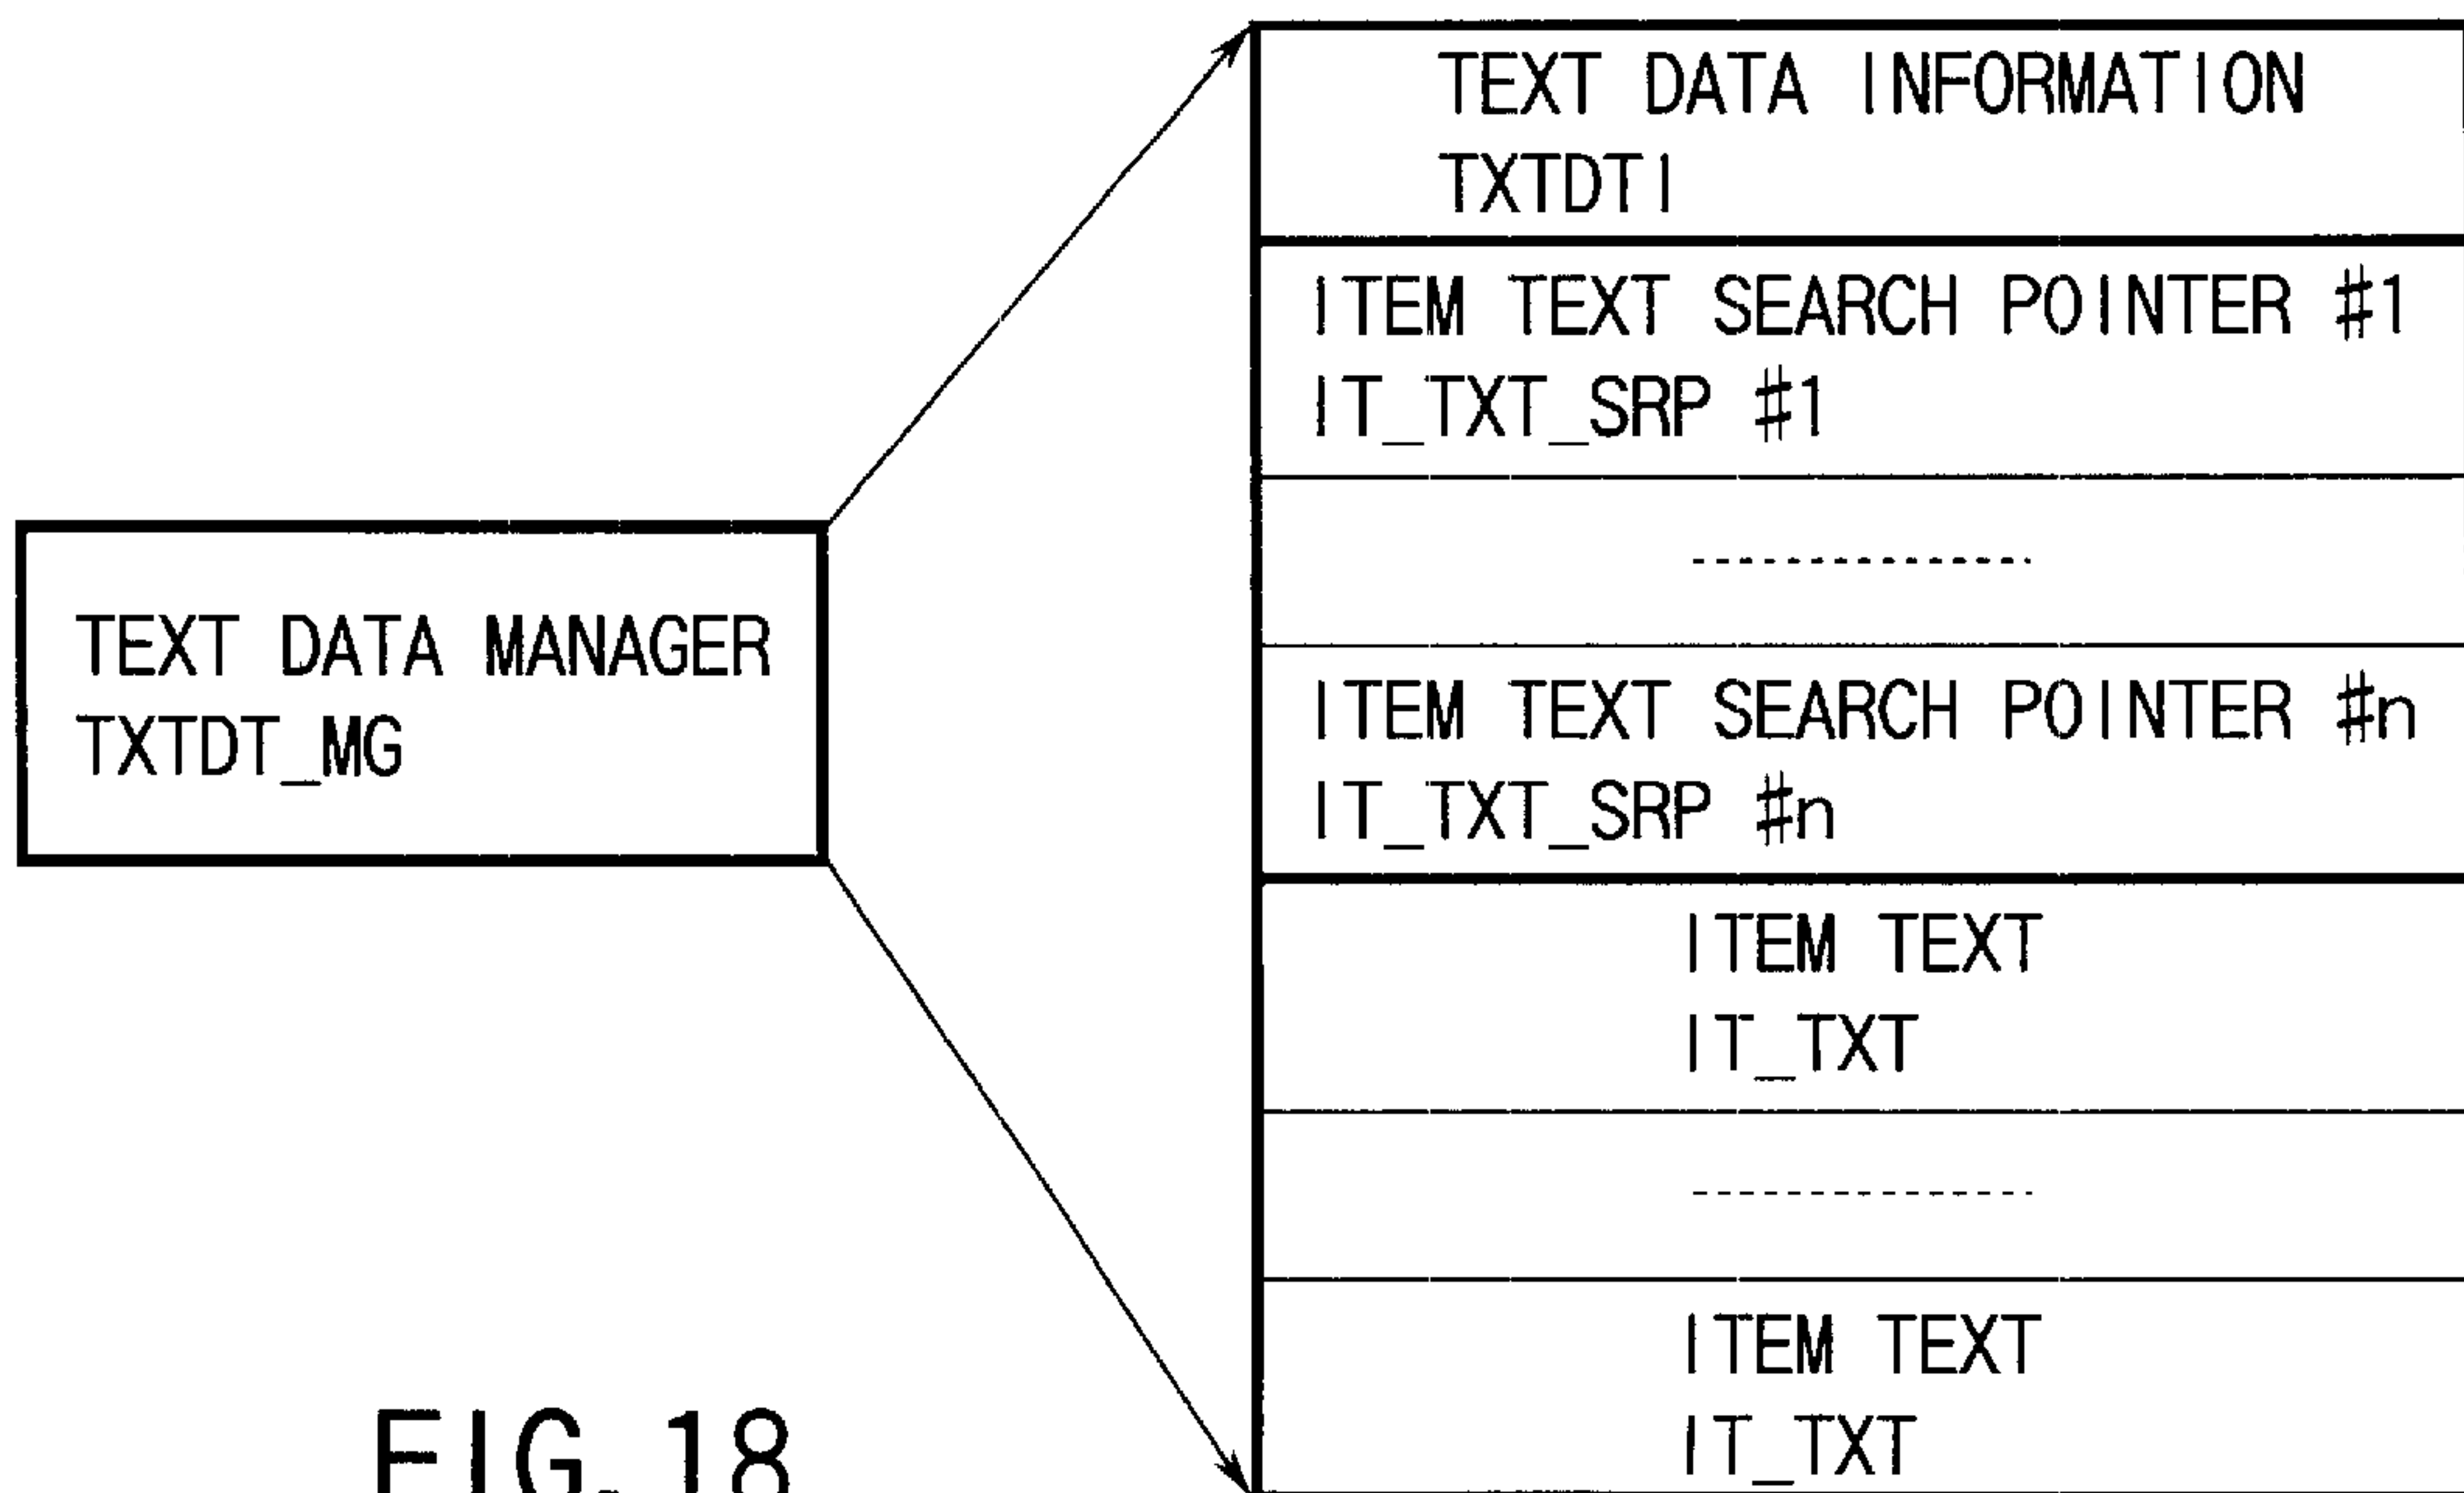 TEXT DATA INFORMATION
TXTDTI
ITEM TEXT SEARCH POINTER #1
IT_TXT_SRP #1
TEXT DATA MANAGER
TXTDT_MG
ITEM TEXT SEARCH POINTER #n
IT_TXT_SRP #n
ITEM TEXT
IT_TXT
ITEM TEXT
IT_TXT
FIG. 18